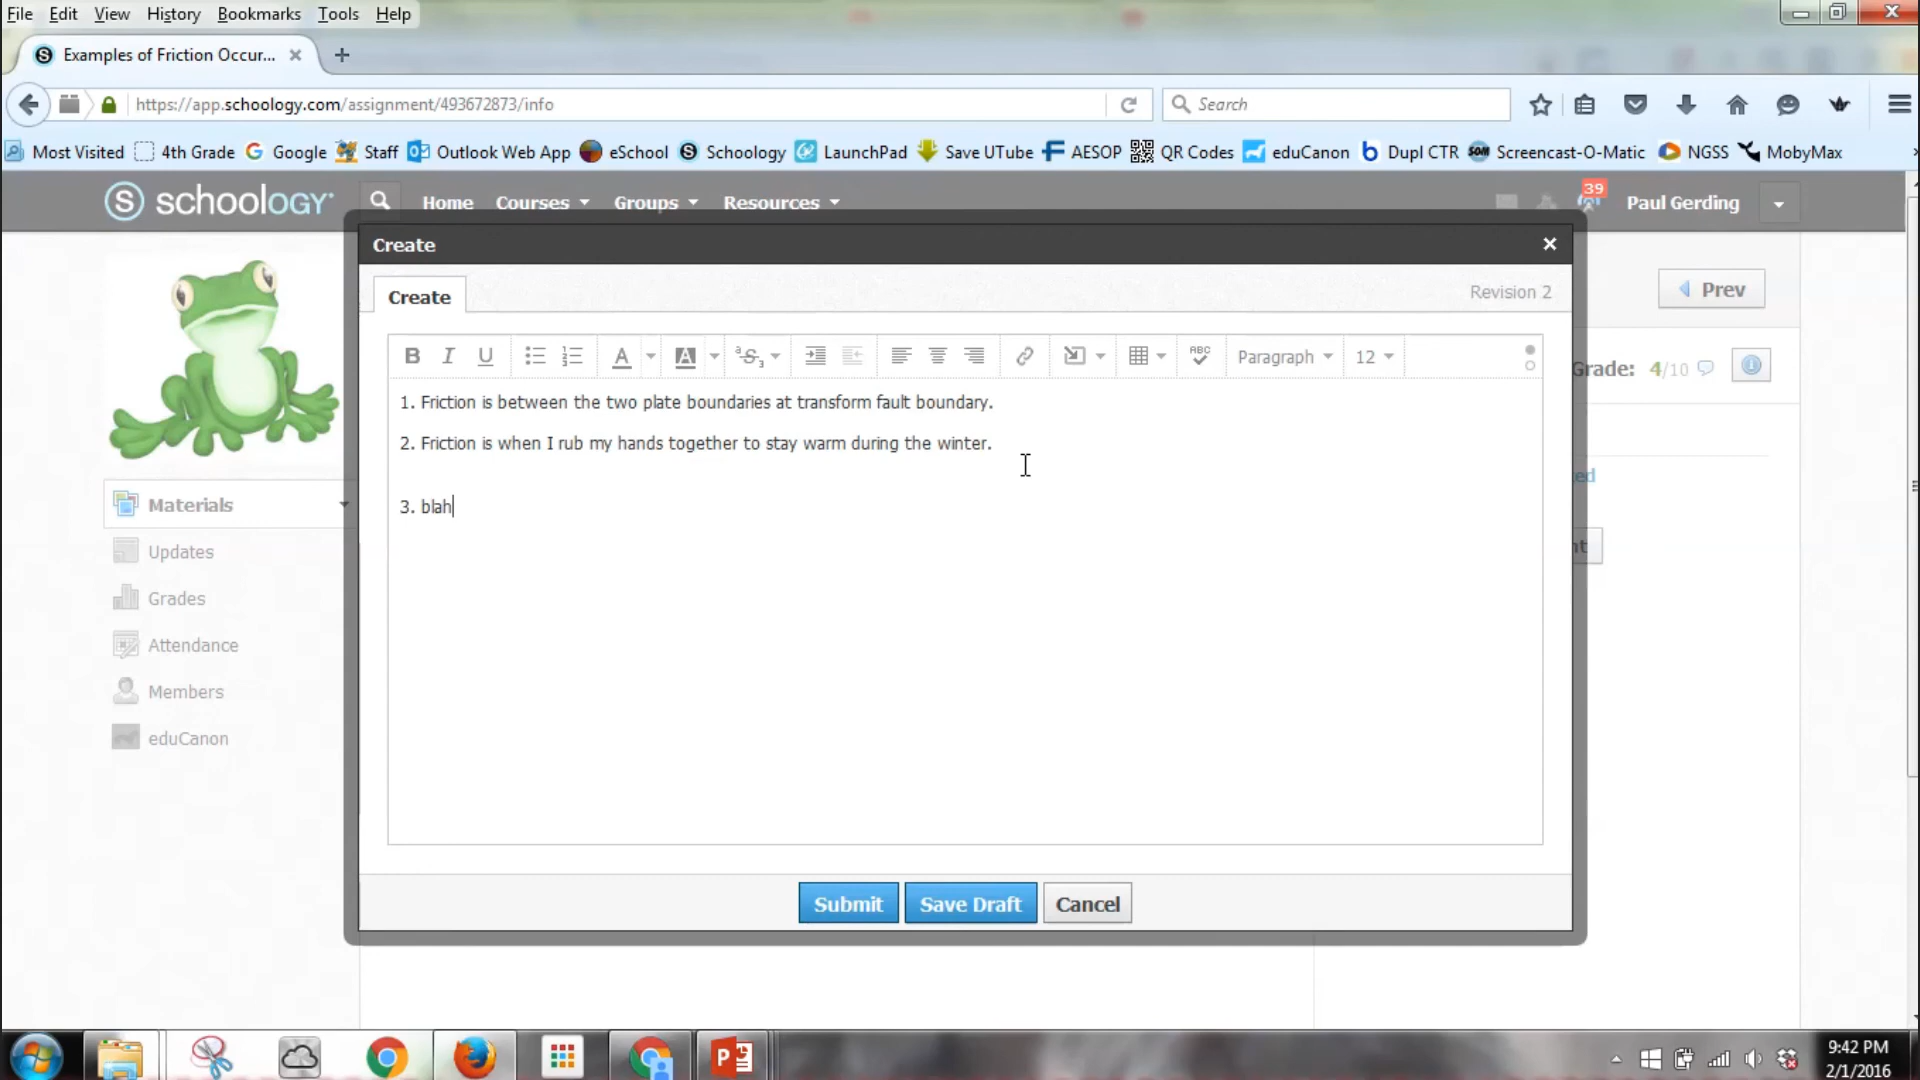 File Edit View History Bookmarks Tools Help
Examples of Friction Occur...
https://app.schoology.com/assignment/493672873/info
Search
Most Visited 4th Grade Google Staff Outlook Web App eSchool Schoology LaunchPad Save UTube AESOP QR Codes eduCanon Dupl CTR Screencast-O-Matic NGSS MobyMax
S schoology Home Courses Groups Resources 39 Paul Gerding
Create
Create
Revision 2
Prev
B I U A A ABC Paragraph 12
Grade: 4/10
1. Friction is between the two plate boundaries at transform fault boundary.
2. Friction is when I rub my hands together to stay warm during the winter.
3. blah
Materials
Updates
Grades
Attendance
Members
eduCanon
Submit Save Draft Cancel
9:42 PM
2/1/2016